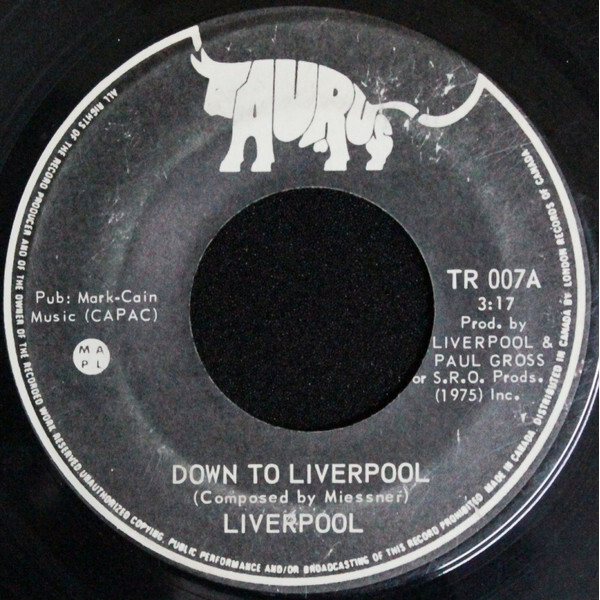 TAURUS
Pub: Mark-Cain
Music (CAPAC)
M A
P L
TR 007A
3:17
Prod. by
LIVERPOOL &
PAUL GROSS
or S.R.O. Prods.
(1975) Inc.
DOWN TO LIVERPOOL
(Composed by Miessner)
LIVERPOOL
ALL RIGHTS OF THE RECORD PRODUCER AND OF THE OWNER OF THE RECORDED WORK RESERVED. UNAUTHORIZED COPYING, PUBLIC PERFORMANCE AND/OR BROADCASTING OF THIS RECORD PROHIBITED. MADE IN CANADA. DISTRIBUTED IN CANADA BY LONDON RECORDS OF CANADA.